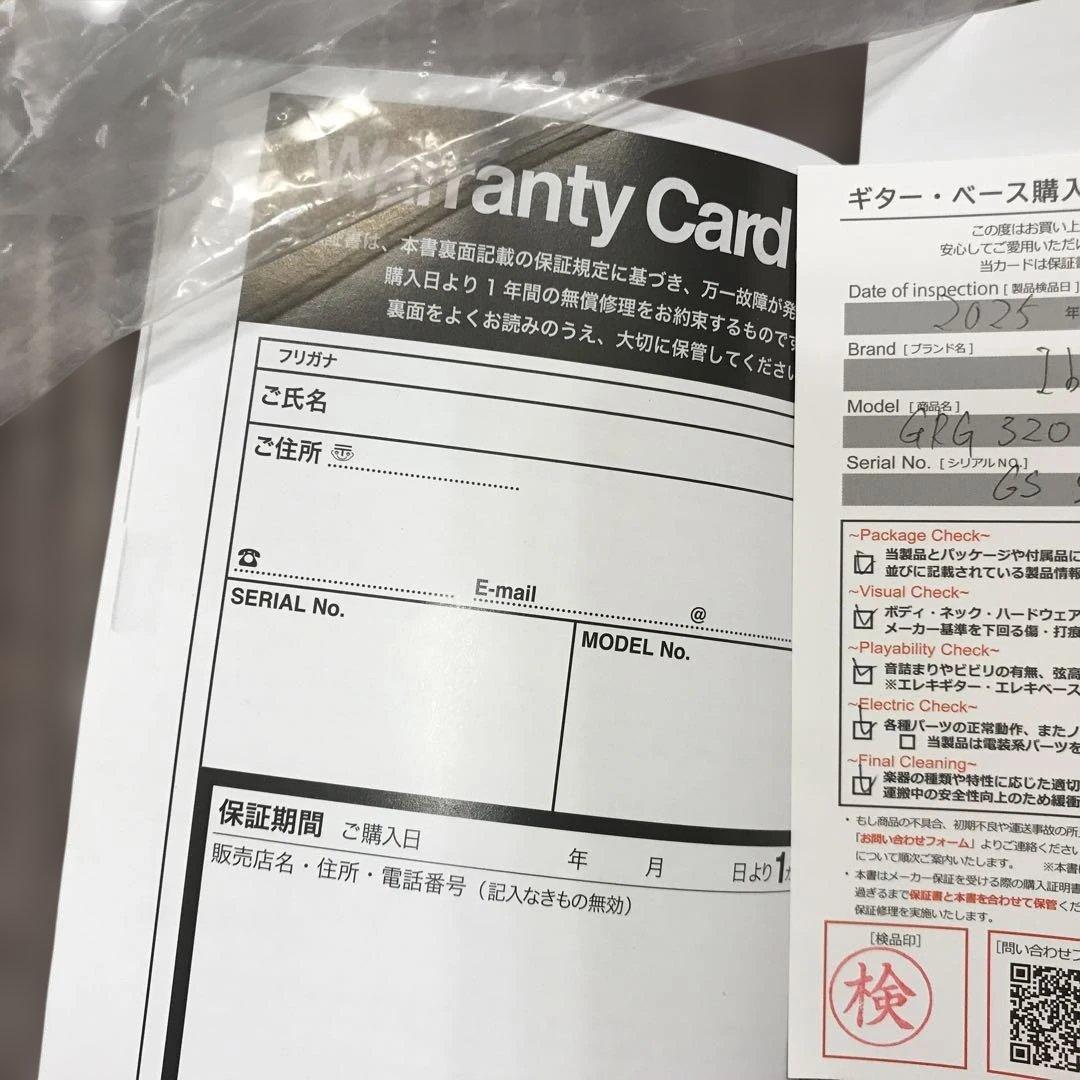 Warranty Card
証書は、本書裏面記載の保証規定に基づき、万一故障が発
購入日より1年間の無償修理をお約束するものです
裏面をよくお読みのうえ、大切に保管してください
フリガナ
ご氏名
ご住所 〠
☎ E-mail @
SERIAL No.
MODEL No.
保証期間 ご購入日 年 月 日より1
販売店名・住所・電話番号（記入なきもの無効）
ギター・ベース購入
この度はお買い上
安心してご愛用いただけ
当カードは保証書
Date of inspection [製品検品日]
2025 年
Brand [ブランド名]
Ib
Model [商品名]
GRG 320
Serial No. [シリアルNO.]
GS
~Package Check~
当製品とパッケージや付属品に
並びに記載されている製品情報
~Visual Check~
ボディ・ネック・ハードウェア
メーカー基準を下回る傷・打痕
~Playability Check~
音詰まりやビビリの有無、弦高
※エレキギター・エレキベース
~Electric Check~
各種パーツの正常動作、またノ
□ 当製品は電装系パーツを
~Final Cleaning~
楽器の種類や特性に応じた適切
運搬中の安全性向上のため緩衝
・もし商品の不具合、初期不良や運送事故の所
「お問い合わせフォーム」よりご連絡ください
について順次ご案内いたします。 ※本書
・本書はメーカー保証を受ける際の購入証明書
過ぎるまで保証書と本書を合わせて保管くだ
保証修理を実施いたします。
[検品印]
検
[問い合わせフ